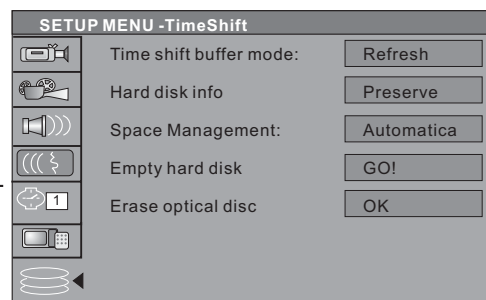 SETUP MENU -TimeShift
Time shift buffer mode: Refresh
Hard disk info Preserve
Space Management: Automatica
Empty hard disk GO!
1
Erase optical disc OK